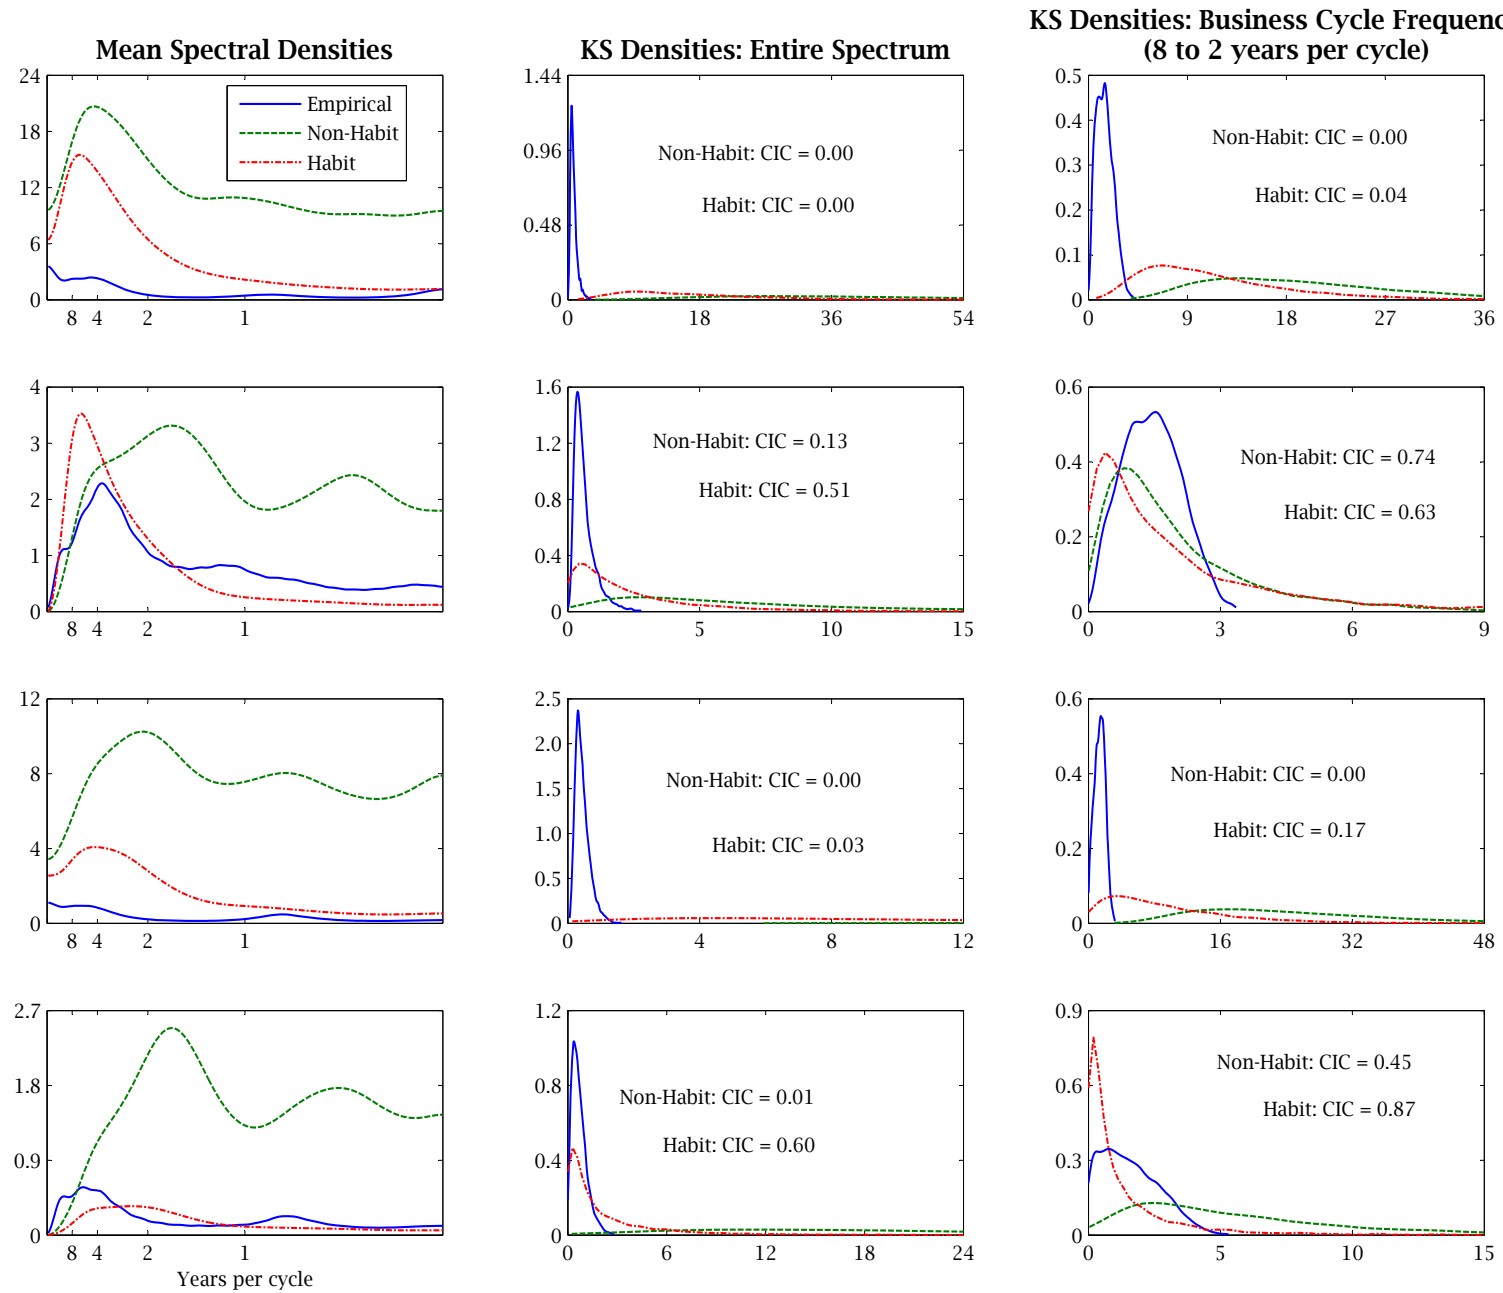 Mean Spectral Densities
KS Densities: Entire Spectrum
KS Densities: Business Cycle Frequenc
(8 to 2 years per cycle)
24
18
12
6
0
8 4 2 1
Empirical
Non-Habit
Habit
1.44
0.96
0.48
0
0 18 36 54
Non-Habit: CIC = 0.00
Habit: CIC = 0.00
0.5
0.4
0.3
0.2
0.1
0
0 9 18 27 36
Non-Habit: CIC = 0.00
Habit: CIC = 0.04
4
3
2
1
0
8 4 2 1
1.6
1.2
0.8
0.4
0
0 5 10 15
Non-Habit: CIC = 0.13
Habit: CIC = 0.51
0.6
0.4
0.2
0
0 3 6 9
Non-Habit: CIC = 0.74
Habit: CIC = 0.63
12
8
4
0
8 4 2 1
2.5
2.0
1.5
1.0
0.5
0
0 4 8 12
Non-Habit: CIC = 0.00
Habit: CIC = 0.03
0.6
0.4
0.2
0
0 16 32 48
Non-Habit: CIC = 0.00
Habit: CIC = 0.17
2.7
1.8
0.9
0
8 4 2 1
Years per cycle
1.2
0.8
0.4
0
0 6 12 18 24
Non-Habit: CIC = 0.01
Habit: CIC = 0.60
0.9
0.6
0.3
0
0 5 10 15
Non-Habit: CIC = 0.45
Habit: CIC = 0.87